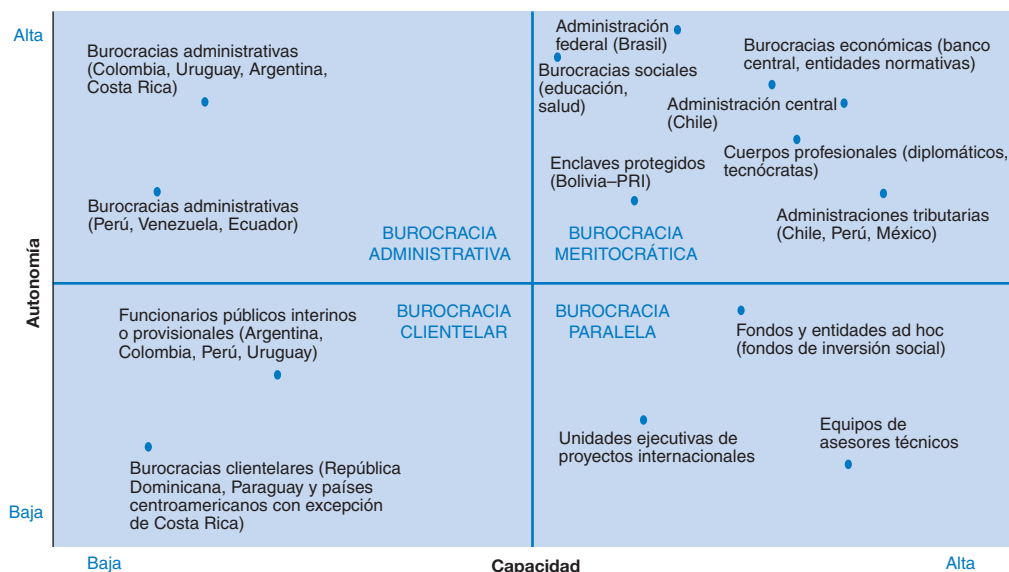 Alta
Autonomía
Baja
Burocracias administrativas
(Colombia, Uruguay, Argentina,
Costa Rica)
Burocracias administrativas
(Perú, Venezuela, Ecuador)
BUROCRACIA
ADMINISTRATIVA
Administración
federal (Brasil)
Burocracias sociales
(educación,
salud)
Burocracias económicas (banco
central, entidades normativas)
Administración central
(Chile)
Cuerpos profesionales (diplomáticos,
tecnócratas)
Enclaves protegidos
(Bolivia–PRI)
Administraciones tributarias
(Chile, Perú, México)
BUROCRACIA
MERITOCRÁTICA
Funcionarios públicos interinos
o provisionales (Argentina,
Colombia, Perú, Uruguay)
BUROCRACIA
CLIENTELAR
Burocracias clientelares (República
Dominicana, Paraguay y países
centroamericanos con excepción
de Costa Rica)
BUROCRACIA
PARALELA
Fondos y entidades ad hoc
(fondos de inversión social)
Unidades ejecutivas de
proyectos internacionales
Equipos de
asesores técnicos
Baja
Capacidad
Alta